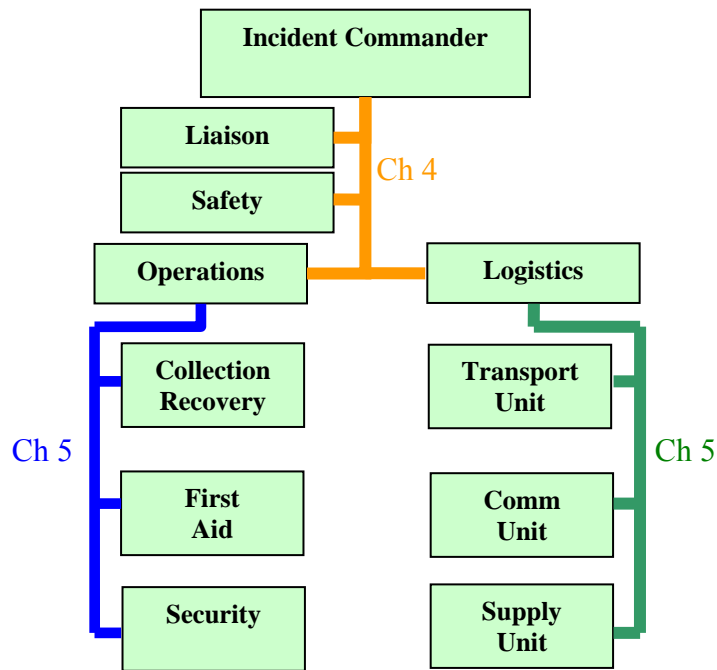 Incident Commander
Liaison
Ch 4
Safety
Operations
Logistics
Collection
Recovery
Transport
Unit
Ch 5
Ch 5
First
Aid
Comm
Unit
Security
Supply
Unit